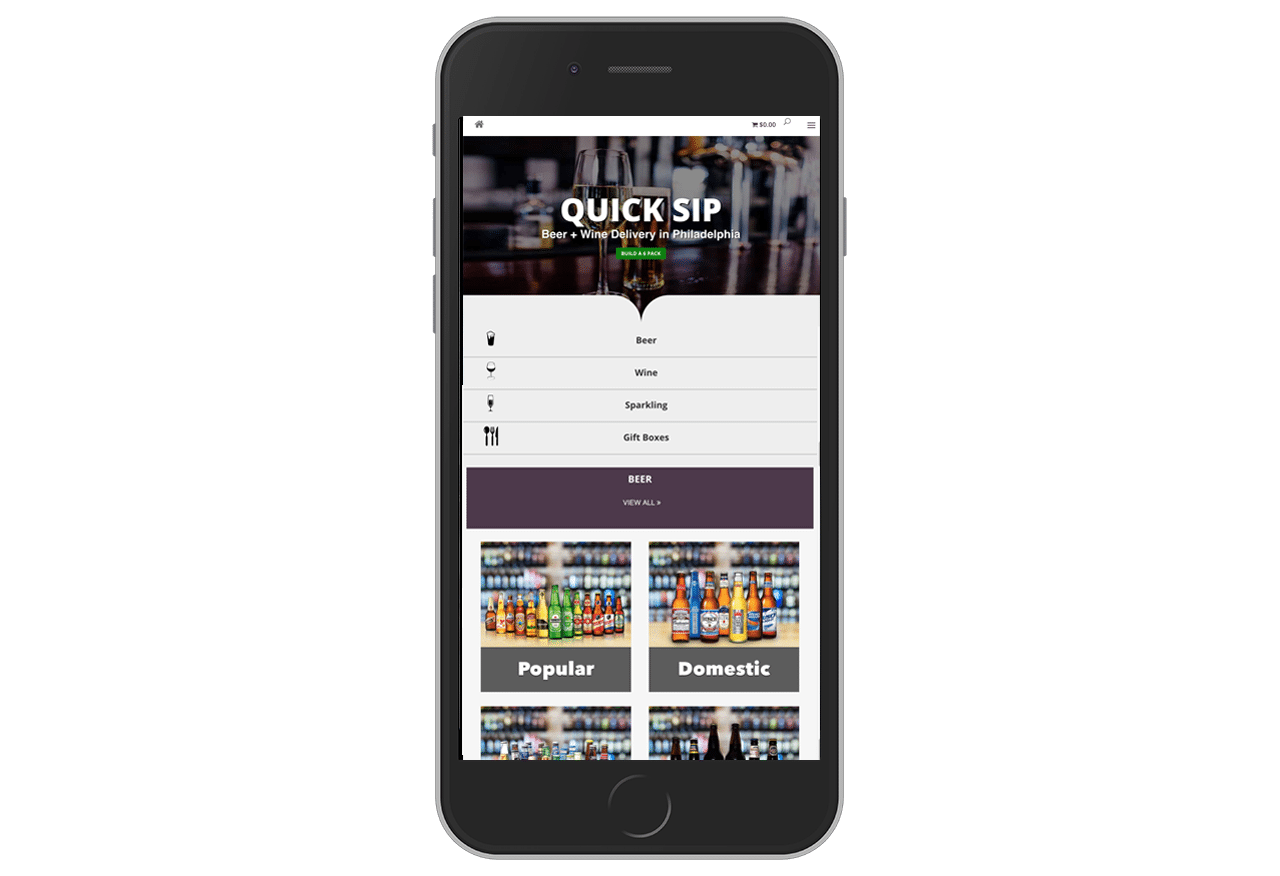 $0.00
QUICK SIP
Beer + Wine Delivery in Philadelphia
BUILD A 6 PACK
Beer
Wine
Sparkling
Gift Boxes
BEER
VIEW ALL »
Popular
Domestic